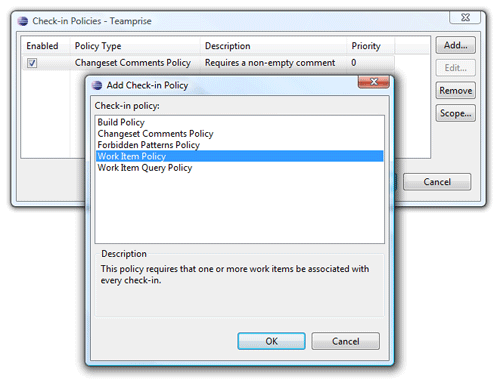 Check-in Policies - Teamprise
Enabled Policy Type Description Priority
Changeset Comments Policy Requires a non-empty comment 0
Add...
Edit...
Remove
Scope...
Cancel
Add Check-in Policy
Check-in policy:
Build Policy
Changeset Comments Policy
Forbidden Patterns Policy
Work Item Policy
Work Item Query Policy
Description
This policy requires that one or more work items be associated with
every check-in.
OK Cancel